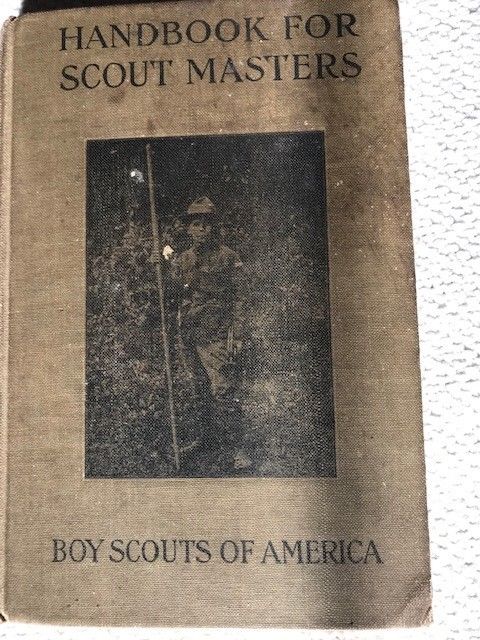 HANDBOOK FOR
SCOUT MASTERS
BOY SCOUTS OF AMERICA